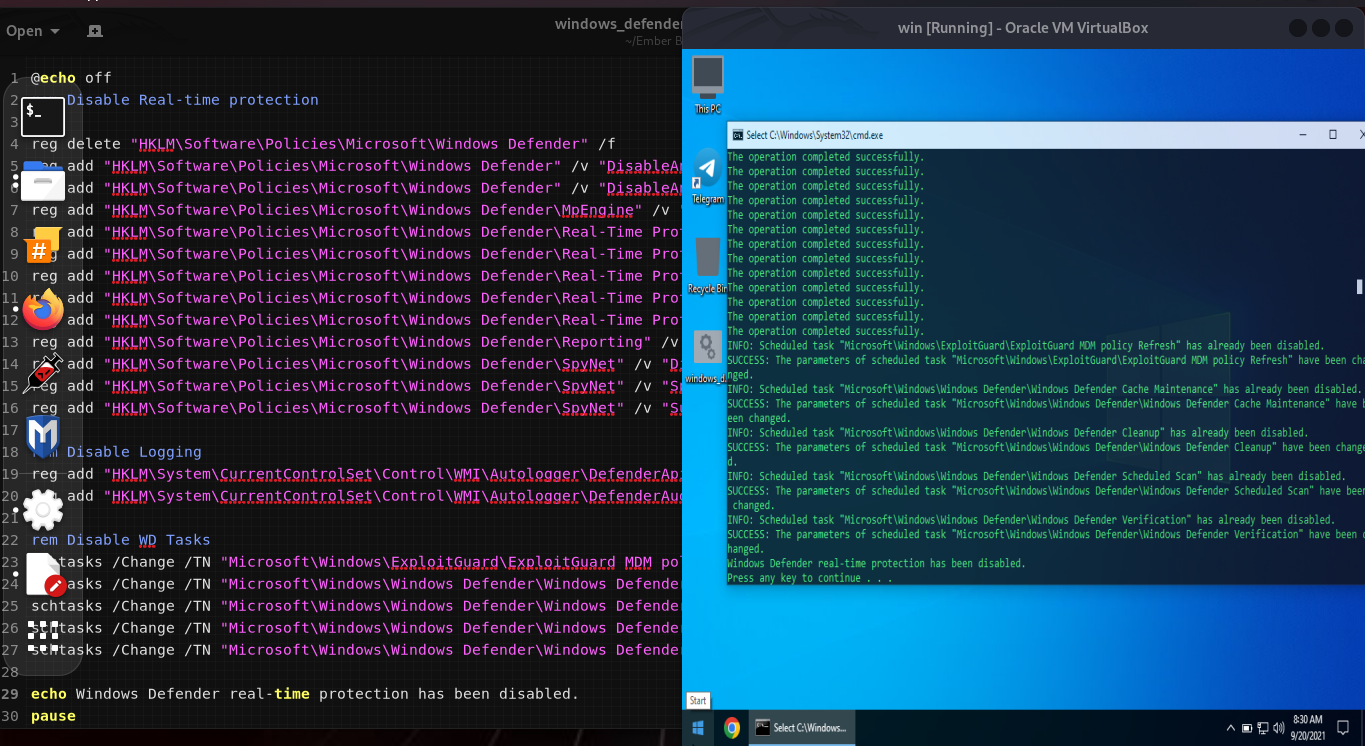 Open
windows_defender
~/Ember B
1 @echo off
2 Disable Real-time protection
3
4 reg delete "HKLM\Software\Policies\Microsoft\Windows Defender" /f
5 reg add "HKLM\Software\Policies\Microsoft\Windows Defender" /v "DisableAn
6 add "HKLM\Software\Policies\Microsoft\Windows Defender" /v "DisableAn
7 reg add "HKLM\Software\Policies\Microsoft\Windows Defender\MpEngine" /v
8 reg add "HKLM\Software\Policies\Microsoft\Windows Defender\Real-Time Pro
9 reg add "HKLM\Software\Policies\Microsoft\Windows Defender\Real-Time Pro
10 reg add "HKLM\Software\Policies\Microsoft\Windows Defender\Real-Time Pro
11 add "HKLM\Software\Policies\Microsoft\Windows Defender\Real-Time Pro
12 add "HKLM\Software\Policies\Microsoft\Windows Defender\Real-Time Pro
13 reg add "HKLM\Software\Policies\Microsoft\Windows Defender\Reporting" /v
14 reg add "HKLM\Software\Policies\Microsoft\Windows Defender\SpyNet" /v "D
15 reg add "HKLM\Software\Policies\Microsoft\Windows Defender\SpyNet" /v "Sp
16 reg add "HKLM\Software\Policies\Microsoft\Windows Defender\SpyNet" /v "Su
17
18 Disable Logging
19 reg add "HKLM\System\CurrentControlSet\Control\WMI\Autologger\DefenderAp
20 add "HKLM\System\CurrentControlSet\Control\WMI\Autologger\DefenderAu
21
22 rem Disable WD Tasks
23 schtasks /Change /TN "Microsoft\Windows\ExploitGuard\ExploitGuard MDM pol
24 schtasks /Change /TN "Microsoft\Windows\Windows Defender\Windows Defende
25 schtasks /Change /TN "Microsoft\Windows\Windows Defender\Windows Defende
26 schtasks /Change /TN "Microsoft\Windows\Windows Defender\Windows Defende
27 schtasks /Change /TN "Microsoft\Windows\Windows Defender\Windows Defende
28
29 echo Windows Defender real-time protection has been disabled.
30 pause
$_
#
win [Running] - Oracle VM VirtualBox
This PC
Telegram
Recycle Bin
windows_d
Select C:\Windows\System32\cmd.exe
The operation completed successfully.
The operation completed successfully.
The operation completed successfully.
The operation completed successfully.
The operation completed successfully.
The operation completed successfully.
The operation completed successfully.
The operation completed successfully.
The operation completed successfully.
The operation completed successfully.
The operation completed successfully.
The operation completed successfully.
The operation completed successfully.
INFO: Scheduled task "Microsoft\Windows\ExploitGuard\ExploitGuard MDM policy Refresh" has already been disabled.
SUCCESS: The parameters of scheduled task "Microsoft\Windows\ExploitGuard\ExploitGuard MDM policy Refresh" have been cha
nged.
INFO: Scheduled task "Microsoft\Windows\Windows Defender\Windows Defender Cache Maintenance" has already been disabled.
SUCCESS: The parameters of scheduled task "Microsoft\Windows\Windows Defender\Windows Defender Cache Maintenance" have b
een changed.
INFO: Scheduled task "Microsoft\Windows\Windows Defender\Windows Defender Cleanup" has already been disabled.
SUCCESS: The parameters of scheduled task "Microsoft\Windows\Windows Defender\Windows Defender Cleanup" have been change
d.
INFO: Scheduled task "Microsoft\Windows\Windows Defender\Windows Defender Scheduled Scan" has already been disabled.
SUCCESS: The parameters of scheduled task "Microsoft\Windows\Windows Defender\Windows Defender Scheduled Scan" have been
changed.
INFO: Scheduled task "Microsoft\Windows\Windows Defender\Windows Defender Verification" has already been disabled.
SUCCESS: The parameters of scheduled task "Microsoft\Windows\Windows Defender\Windows Defender Verification" have been c
hanged.
Windows Defender real-time protection has been disabled.
Press any key to continue . . .
Start
Select C:\Windows...
8:30 AM
9/20/2021